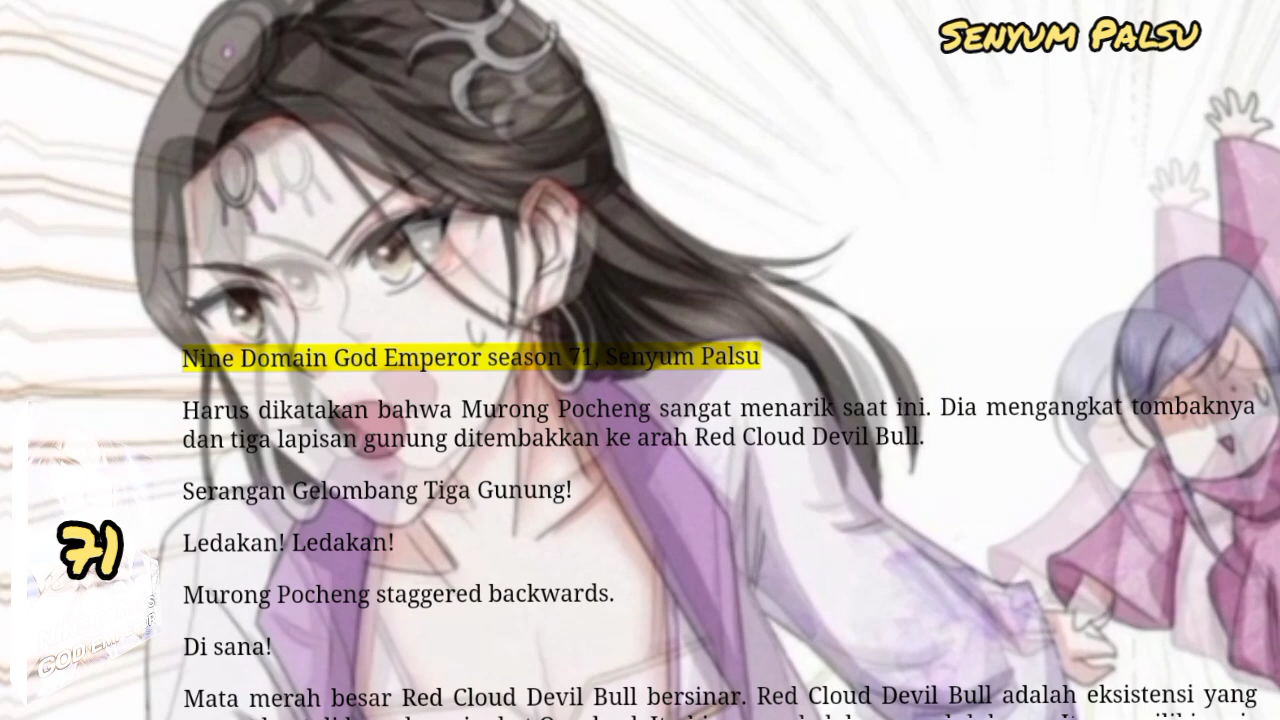 Senyum Palsu
Nine Domain God Emperor season 71, Senyum Palsu
Harus dikatakan bahwa Murong Pocheng sangat menarik saat ini. Dia mengangkat tombaknya
dan tiga lapisan gunung ditembakkan ke arah Red Cloud Devil Bull.
Serangan Gelombang Tiga Gunung!
Ledakan! Ledakan!
71
Murong Pocheng staggered backwards.
Di sana!
GOD EMPEROR
Mata merah besar Red Cloud Devil Bull bersinar. Red Cloud Devil Bull adalah eksistensi yang